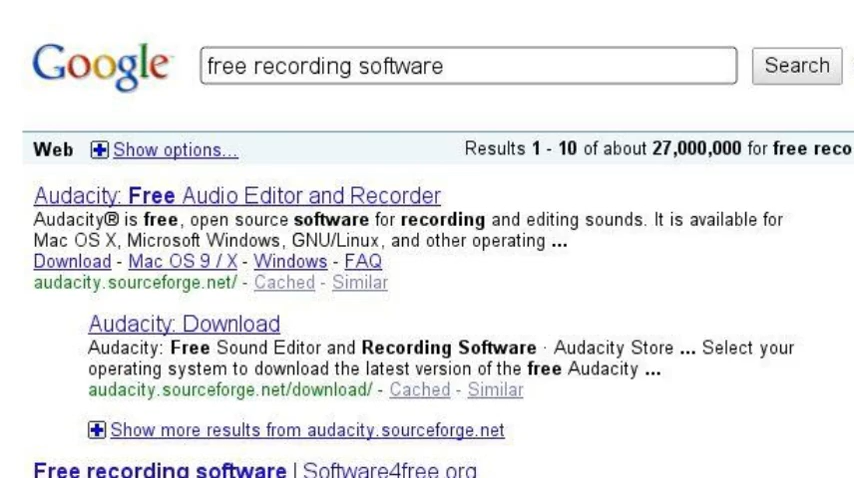 Google free recording software Search
Web Show options... Results 1 - 10 of about 27,000,000 for free reco
Audacity: Free Audio Editor and Recorder
Audacity® is free, open source software for recording and editing sounds. It is available for
Mac OS X, Microsoft Windows, GNU/Linux, and other operating ...
Download - Mac OS 9 / X - Windows - FAQ
audacity.sourceforge.net/ - Cached - Similar
Audacity: Download
Audacity: Free Sound Editor and Recording Software · Audacity Store ... Select your
operating system to download the latest version of the free Audacity ...
audacity.sourceforge.net/download/ - Cached - Similar
Show more results from audacity.sourceforge.net
Free recording software | Software4free.org